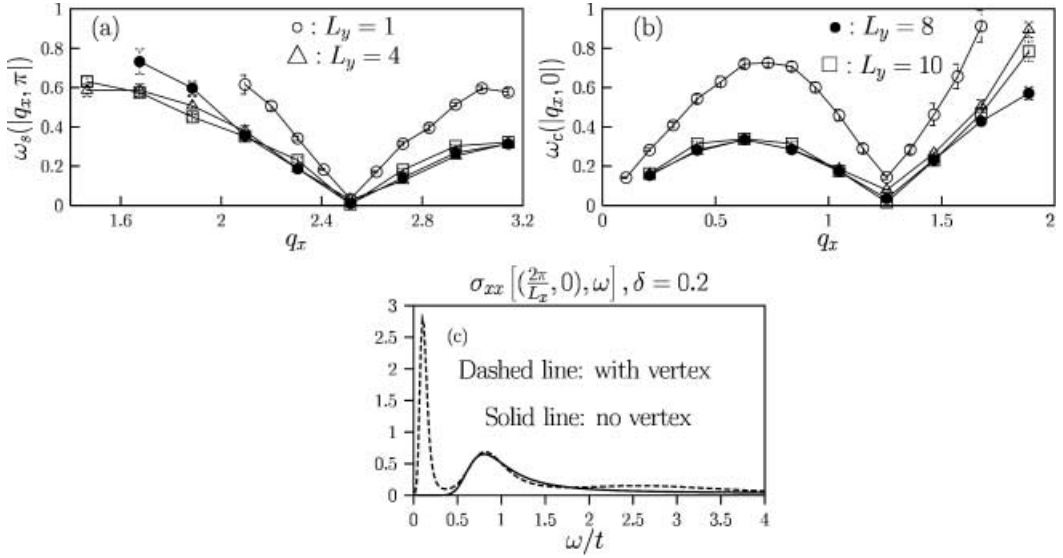 (a)
○ : L_y = 1
△ : L_y = 4
1
0.8
0.6
0.4
0.2
0
ω_s(|q_x, π|)
1.6 2 2.4 2.8 3.2
q_x
(b)
● : L_y = 8
□ : L_y = 10
1
0.8
0.6
0.4
0.2
0
ω_c(|q_x, 0|)
0 0.5 1 1.5 2
q_x
σ_xx [(2π/L_x, 0), ω], δ = 0.2
(c)
Dashed line: with vertex
Solid line: no vertex
3
2.5
2
1.5
1
0.5
0
0 0.5 1 1.5 2 2.5 3 3.5 4
ω/t